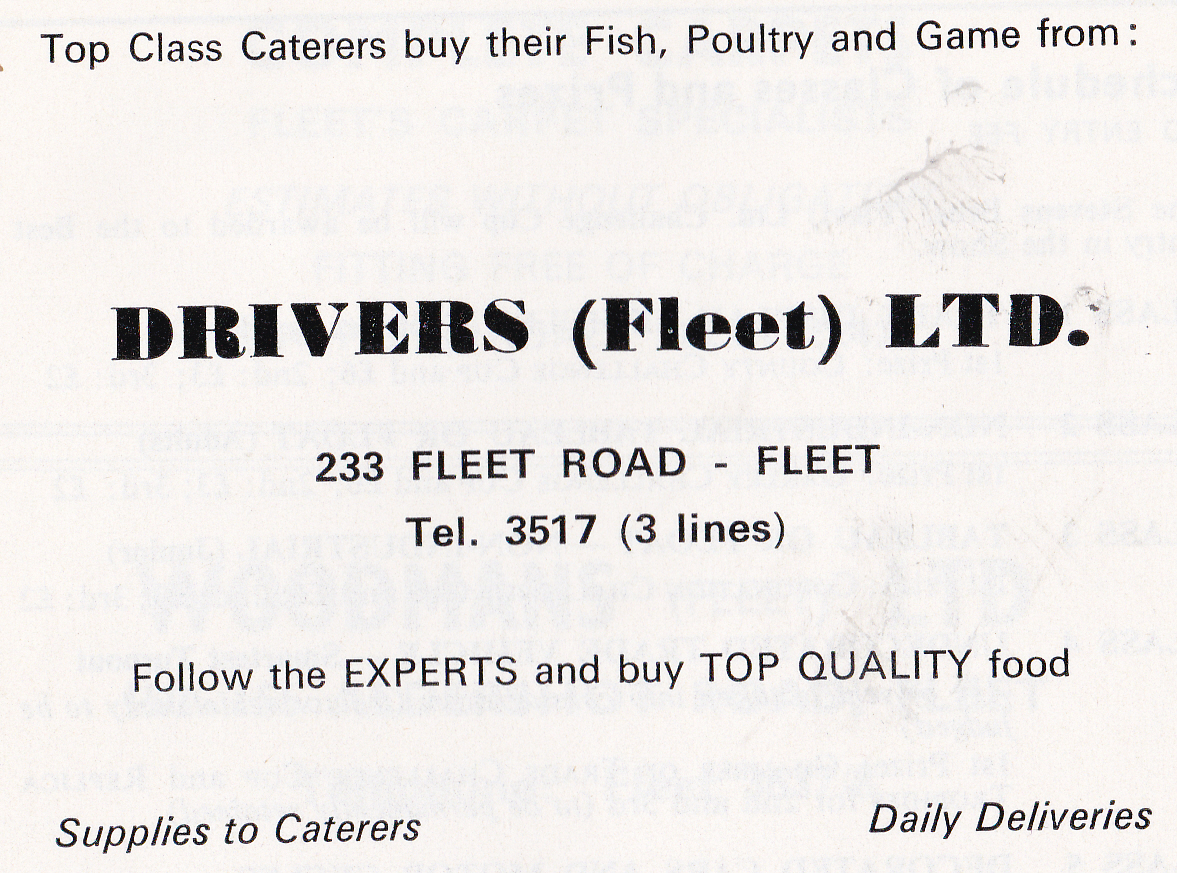 Top Class Caterers buy their Fish, Poultry and Game from:
DRIVERS (Fleet) LTD.
233 FLEET ROAD - FLEET
Tel. 3517 (3 lines)
Follow the EXPERTS and buy TOP QUALITY food
Supplies to Caterers
Daily Deliveries